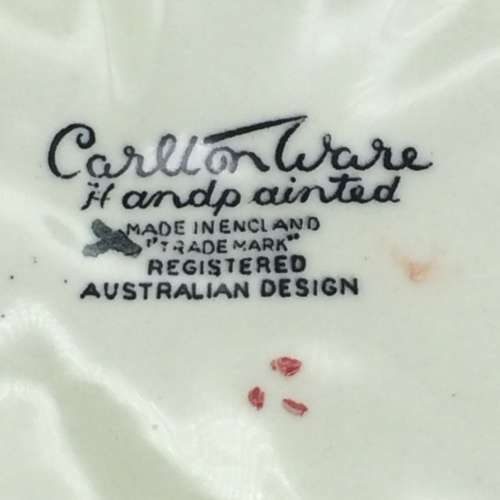 Carlton Ware
"Handpainted
MADE IN ENGLAND
"TRADE MARK"
REGISTERED
AUSTRALIAN DESIGN